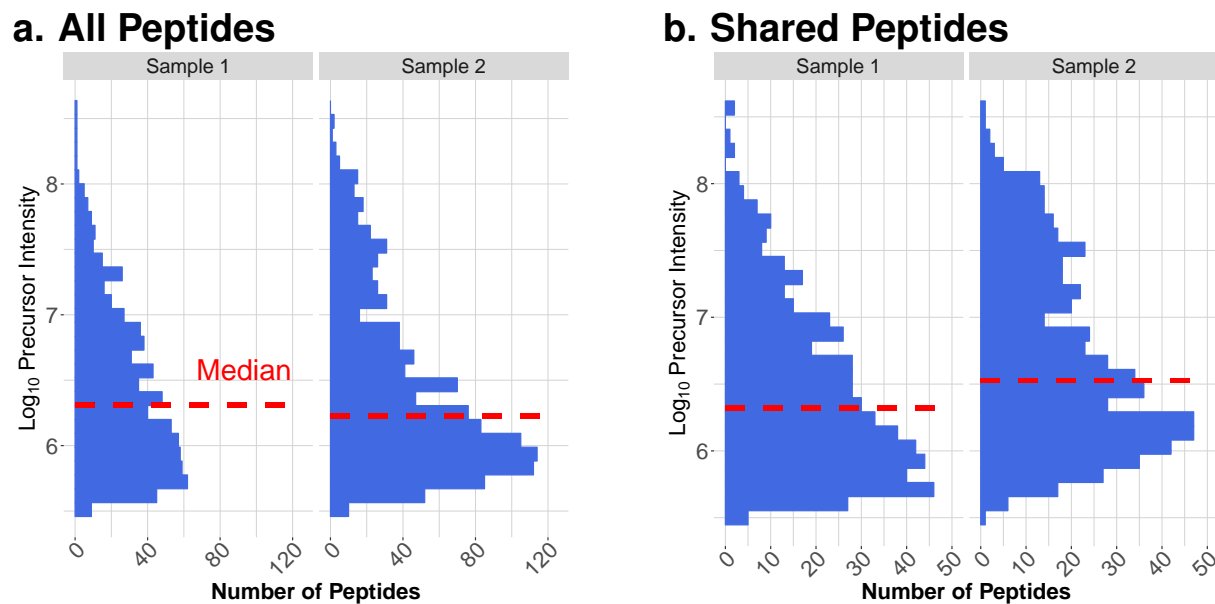 a. All Peptides
Sample 1
Sample 2
Log10 Precursor Intensity
8
7
6
Median
0
40
80
120
0
40
80
120
Number of Peptides
b. Shared Peptides
Sample 1
Sample 2
Log10 Precursor Intensity
8
7
6
0
10
20
30
40
50
0
10
20
30
40
50
Number of Peptides